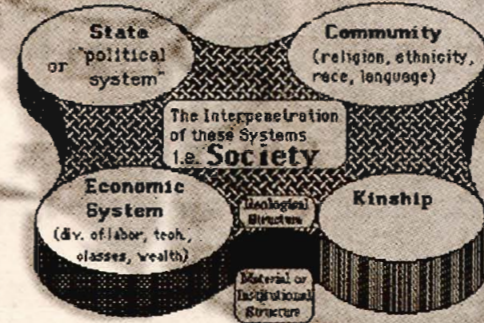 State
or "political
system"
Community
(religion, ethnicity,
race, language)
The Interpenetration
of these Systems
i.e. Society
Economic
System
(div. of labor, tech.,
classes, wealth)
Ideological
Structure
Kinship
Material or
Institutional
Structure